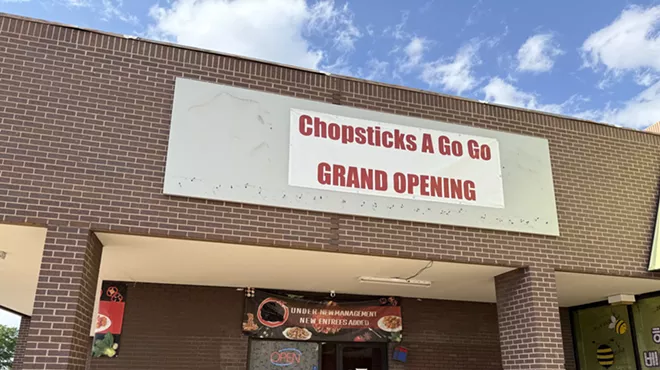 Chopsticks A Go Go
GRAND OPENING
UNDER NEW MANAGEMENT
NEW ENTREES ADDED
OPEN